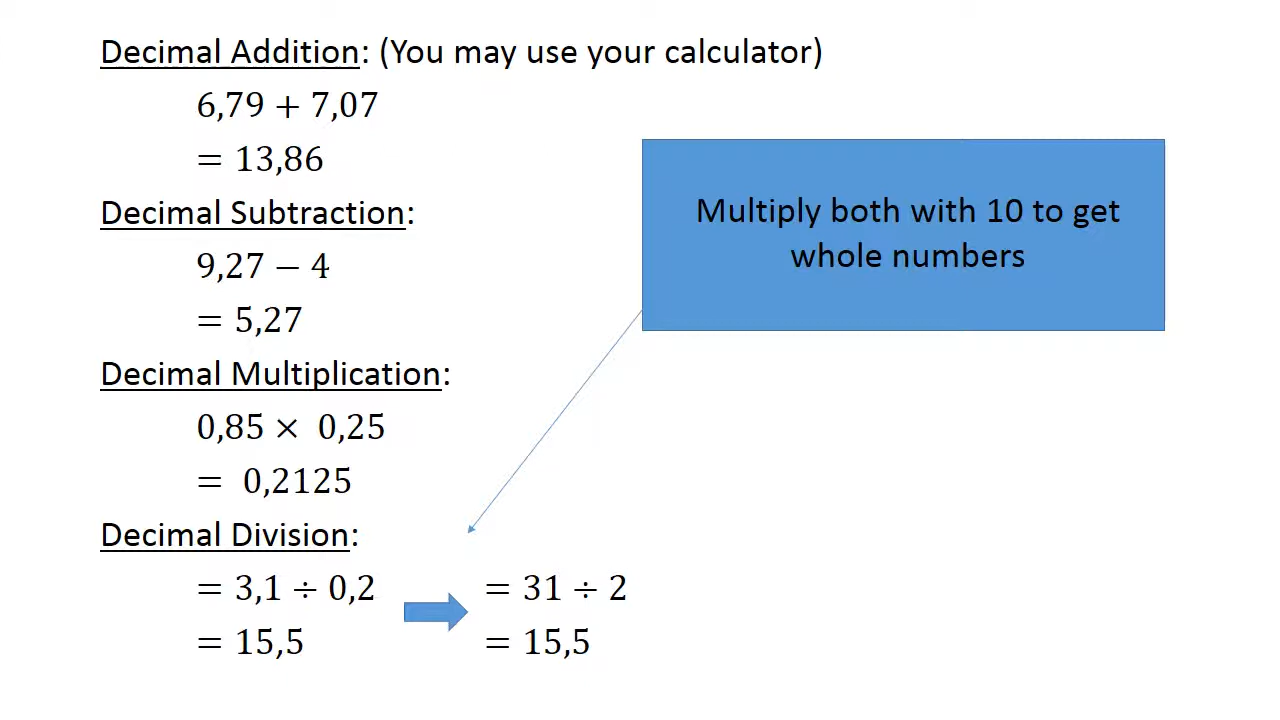 Decimal Addition: (You may use your calculator)
6,79 + 7,07
= 13,86
Decimal Subtraction:
9,27 − 4
= 5,27
Decimal Multiplication:
0,85 × 0,25
= 0,2125
Decimal Division:
= 3,1 ÷ 0,2
= 15,5
= 31 ÷ 2
= 15,5
Multiply both with 10 to get
whole numbers